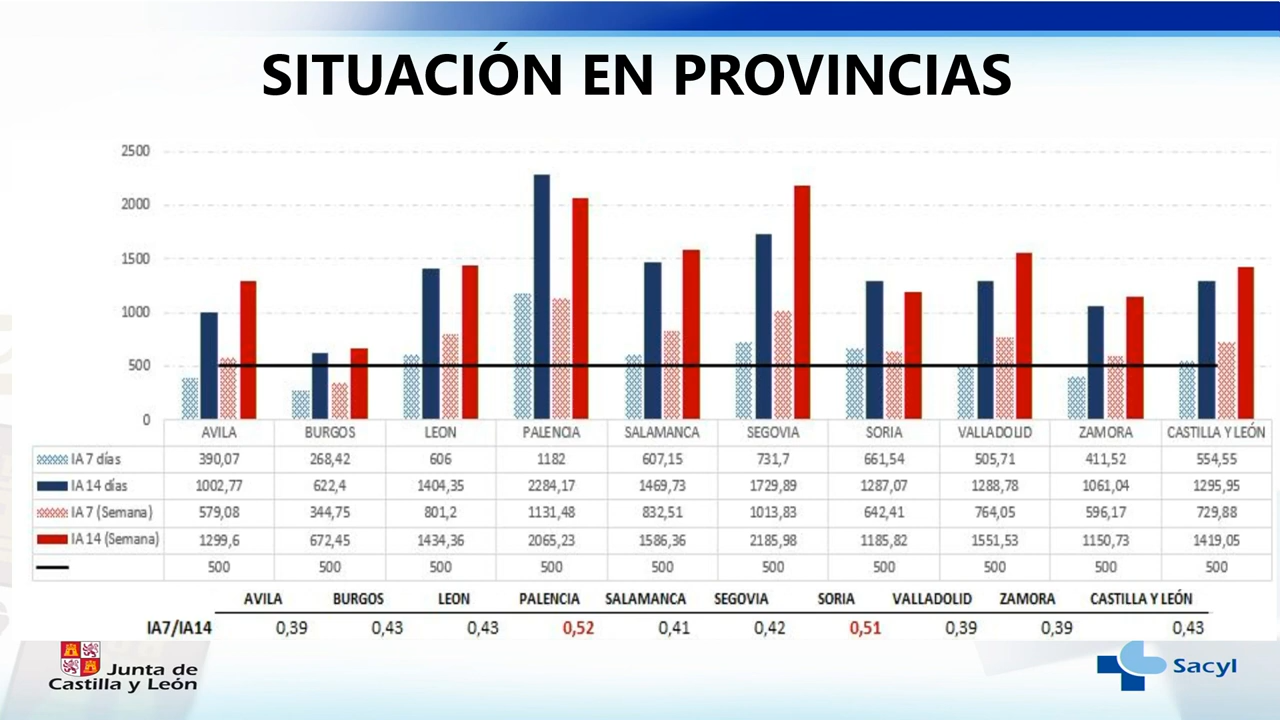 SITUACIÓN EN PROVINCIAS
2500
2000
1500
1000
500
0
AVILA BURGOS LEON PALENCIA SALAMANCA SEGOVIA SORIA VALLADOLID ZAMORA CASTILLA Y LEÓN
IA 7 días 390,07 268,42 606 1182 607,15 731,7 661,54 505,71 411,52 554,55
IA 14 días 1002,77 622,4 1404,35 2284,17 1469,73 1729,89 1287,07 1288,78 1061,04 1295,95
IA 7 (Semana) 579,08 344,75 801,2 1131,48 832,51 1013,83 642,41 764,05 596,17 729,88
IA 14 (Semana) 1299,6 672,45 1434,36 2065,23 1586,36 2185,98 1185,82 1551,53 1150,73 1419,05
500 500 500 500 500 500 500 500 500 500
AVILA BURGOS LEON PALENCIA SALAMANCA SEGOVIA SORIA VALLADOLID ZAMORA CASTILLA Y LEÓN
IA7/IA14 0,39 0,43 0,43 0,52 0,41 0,42 0,51 0,39 0,39 0,43
Junta de
Castilla y León
Sacyl